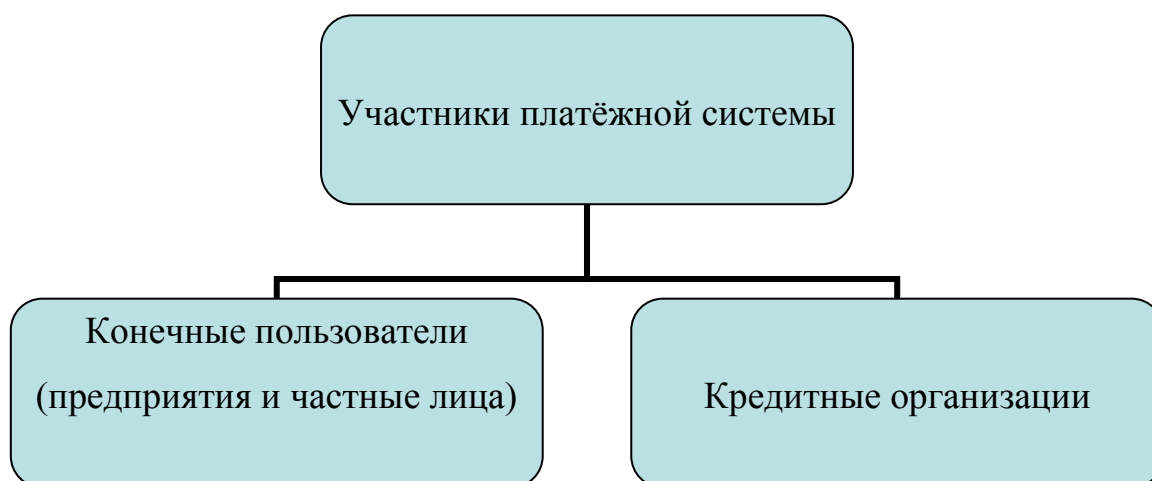 Участники платёжной системы
Конечные пользователи
(предприятия и частные лица)
Кредитные организации